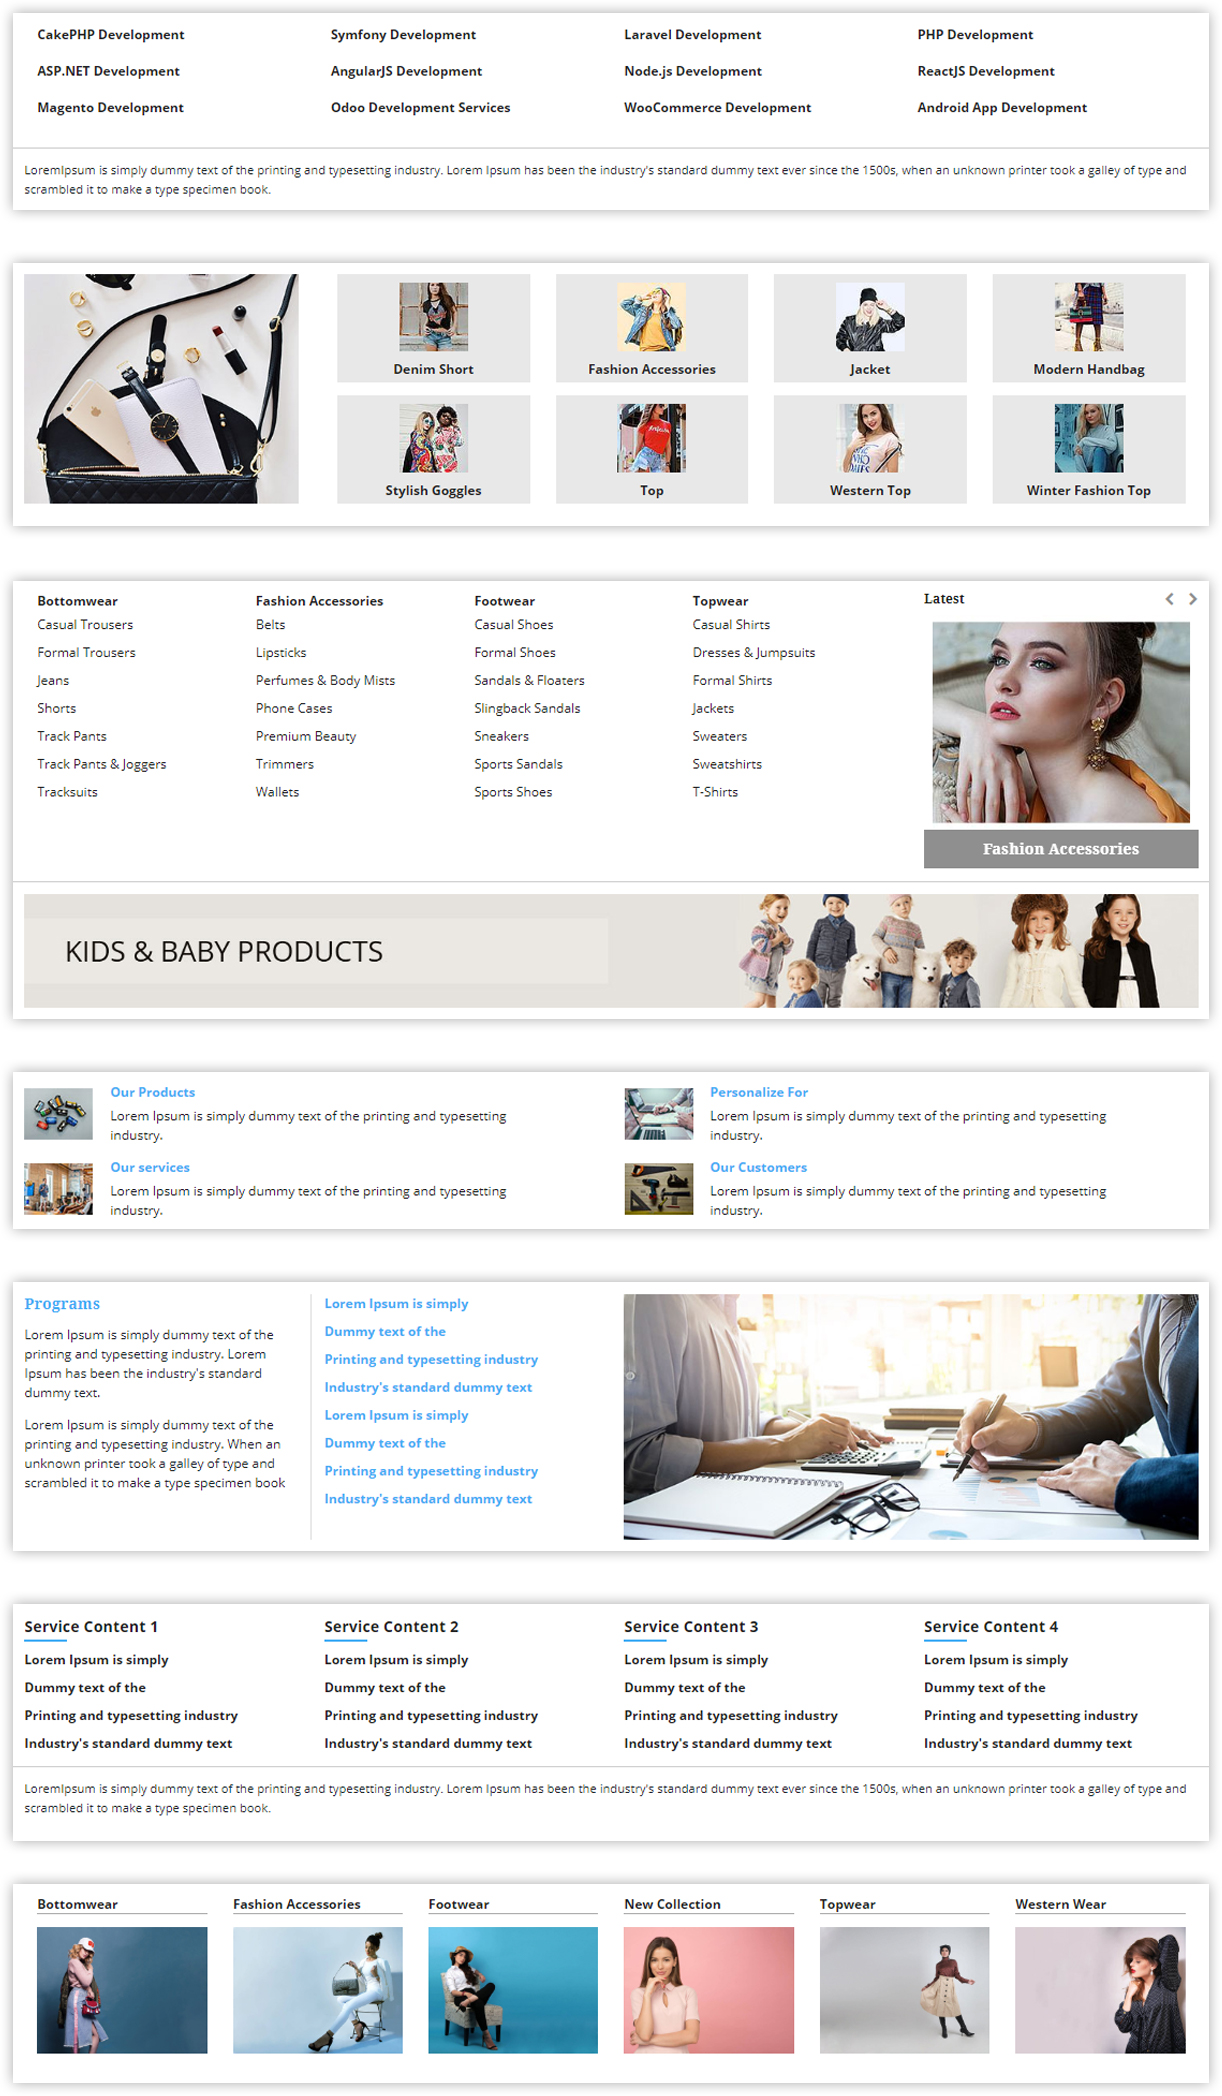 CakePHP Development
Symfony Development
Laravel Development
PHP Development
ASP.NET Development
AngularJS Development
Node.js Development
ReactJS Development
Magento Development
Odoo Development Services
WooCommerce Development
Android App Development
LoremIpsum is simply dummy text of the printing and typesetting industry. Lorem Ipsum has been the industry's standard dummy text ever since the 1500s, when an unknown printer took a galley of type and
scrambled it to make a type specimen book.
Denim Short
Fashion Accessories
Jacket
Modern Handbag
Stylish Goggles
Top
Western Top
Winter Fashion Top
Bottomwear
Casual Trousers
Formal Trousers
Jeans
Shorts
Track Pants
Track Pants & Joggers
Tracksuits
Fashion Accessories
Belts
Lipsticks
Perfumes & Body Mists
Phone Cases
Premium Beauty
Trimmers
Wallets
Footwear
Casual Shoes
Formal Shoes
Sandals & Floaters
Slingback Sandals
Sneakers
Sports Sandals
Sports Shoes
Topwear
Casual Shirts
Dresses & Jumpsuits
Formal Shirts
Jackets
Sweaters
Sweatshirts
T-Shirts
Latest
Fashion Accessories
KIDS & BABY PRODUCTS
Our Products
Lorem Ipsum is simply dummy text of the printing and typesetting
industry.
Personalize For
Lorem Ipsum is simply dummy text of the printing and typesetting
industry.
Our services
Lorem Ipsum is simply dummy text of the printing and typesetting
industry.
Our Customers
Lorem Ipsum is simply dummy text of the printing and typesetting
industry.
Programs
Lorem Ipsum is simply dummy text of the
printing and typesetting industry. Lorem
Ipsum has been the industry's standard
dummy text.
Lorem Ipsum is simply dummy text of the
printing and typesetting industry. When an
unknown printer took a galley of type and
scrambled it to make a type specimen book
Lorem Ipsum is simply
Dummy text of the
Printing and typesetting industry
Industry's standard dummy text
Lorem Ipsum is simply
Dummy text of the
Printing and typesetting industry
Industry's standard dummy text
Service Content 1
Lorem Ipsum is simply
Dummy text of the
Printing and typesetting industry
Industry's standard dummy text
Service Content 2
Lorem Ipsum is simply
Dummy text of the
Printing and typesetting industry
Industry's standard dummy text
Service Content 3
Lorem Ipsum is simply
Dummy text of the
Printing and typesetting industry
Industry's standard dummy text
Service Content 4
Lorem Ipsum is simply
Dummy text of the
Printing and typesetting industry
Industry's standard dummy text
LoremIpsum is simply dummy text of the printing and typesetting industry. Lorem Ipsum has been the industry's standard dummy text ever since the 1500s, when an unknown printer took a galley of type and
scrambled it to make a type specimen book.
Bottomwear
Fashion Accessories
Footwear
New Collection
Topwear
Western Wear